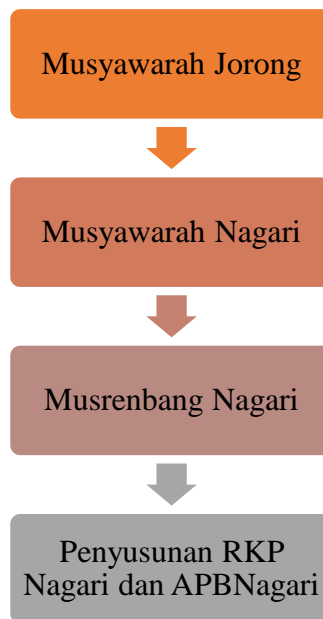 Musyawarah Jorong
Musyawarah Nagari
Musrenbang Nagari
Penyusunan RKP
Nagari dan APBNagari